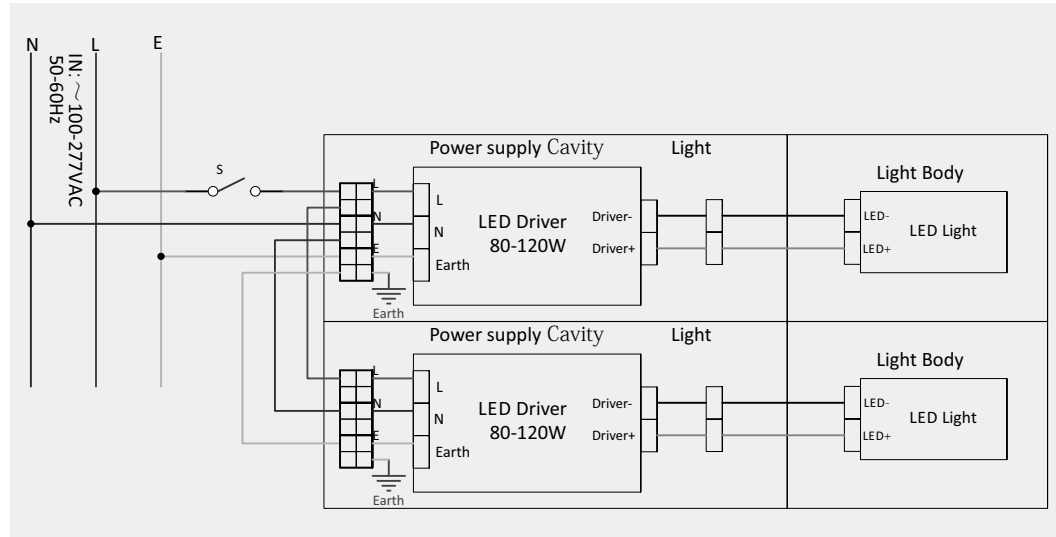 N L E
IN: ～100-277VAC
50-60Hz
S
Power supply Cavity Light
Light Body
L
N
E
L
N
Earth
LED Driver
80-120W
Driver-
Driver+
LED-
LED+
LED Light
Earth
Power supply Cavity Light
Light Body
L
N
E
L
N
Earth
LED Driver
80-120W
Driver-
Driver+
LED-
LED+
LED Light
Earth